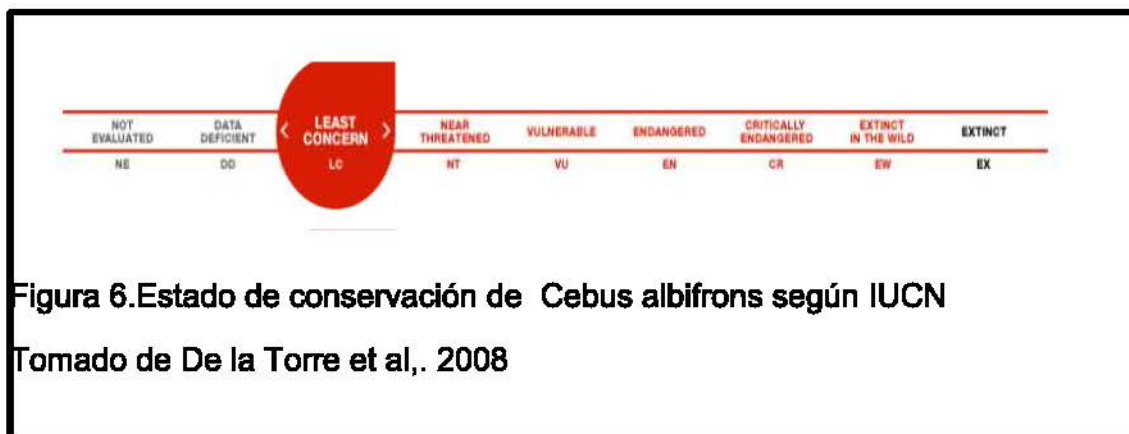 NOT EVALUATED DATA DEFICIENT < LEAST CONCERN > NEAR THREATENED VULNERABLE ENDANGERED CRITICALLY ENDANGERED EXTINCT IN THE WILD EXTINCT
NE DD LC NT VU EN CR EW EX
Figura 6.Estado de conservación de Cebus albifrons según IUCN
Tomado de De la Torre et al,. 2008